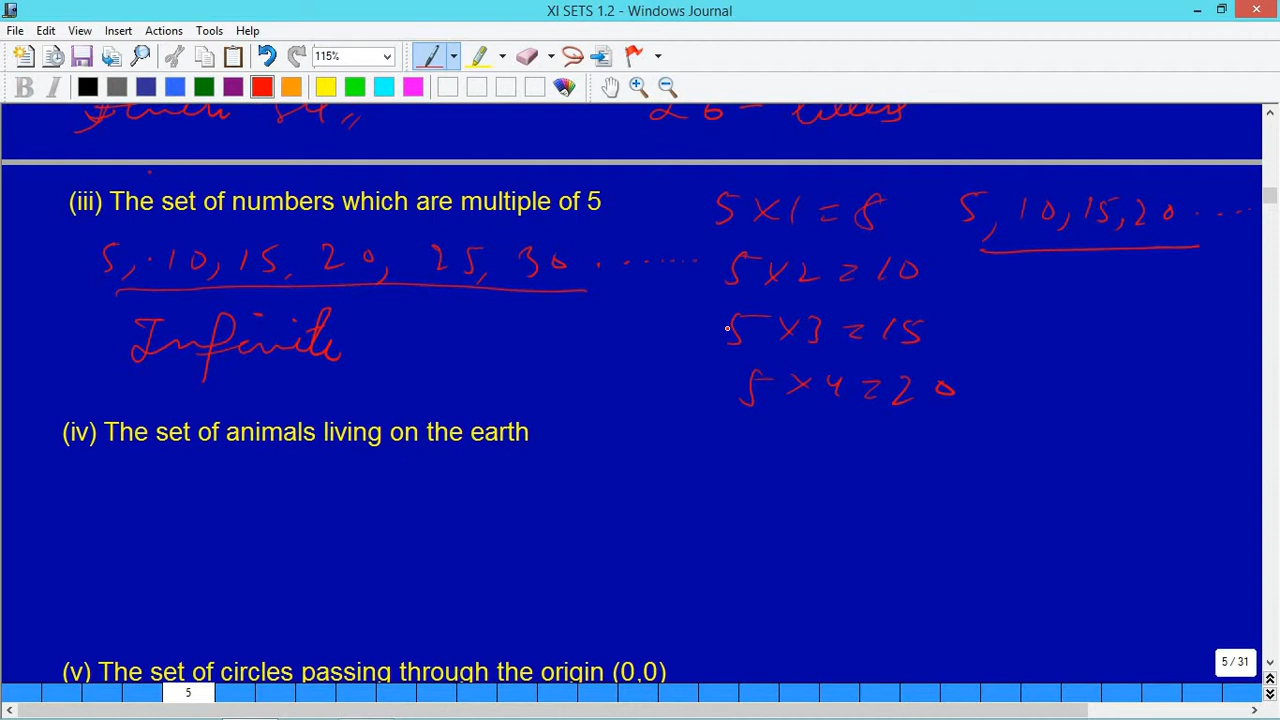 XI SETS 1.2 - Windows Journal
File Edit View Insert Actions Tools Help
115%
B I
26 - 
(iii) The set of numbers which are multiple of 5
5, 10, 15, 20, 25, 30 . ........
Infinite
5 × 1 = 8
5 × 2 = 10
5 × 3 = 15
5 × 4 = 20
5, 10, 15, 20 ......
(iv) The set of animals living on the earth
(v) The set of circles passing through the origin (0,0)
5 / 31
5